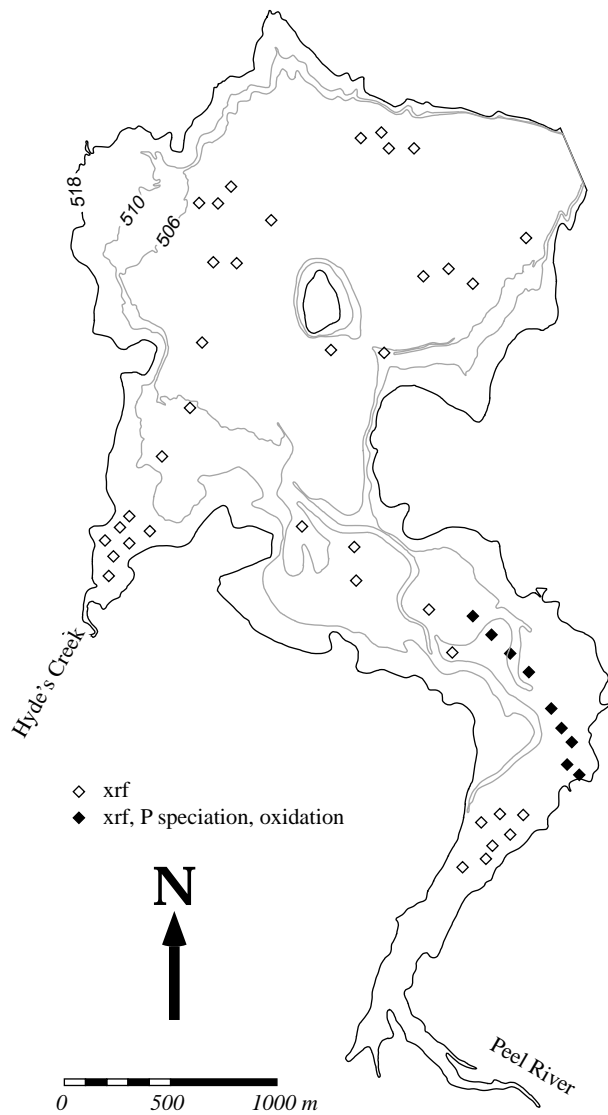 518
510
506
Hyde's Creek
xrf
xrf, P speciation, oxidation
N
Peel River
0 500 1000 m